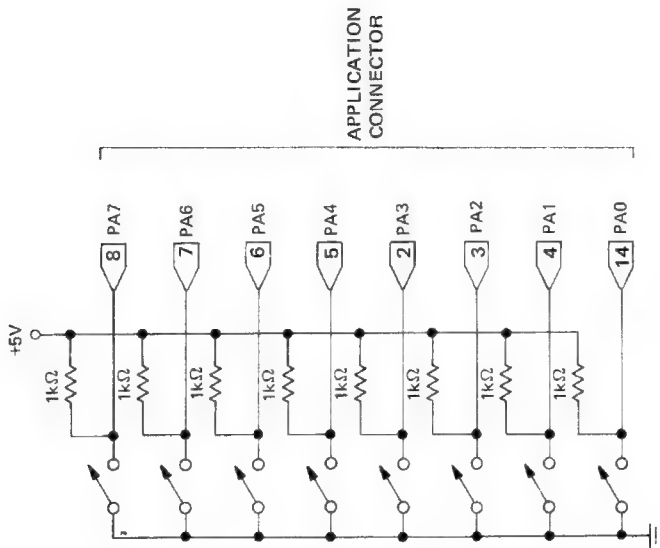 +5V
1kΩ
8 PA7
1kΩ
7 PA6
1kΩ
6 PA5
1kΩ
5 PA4
1kΩ
2 PA3
1kΩ
3 PA2
1kΩ
4 PA1
1kΩ
14 PA0
APPLICATION
CONNECTOR